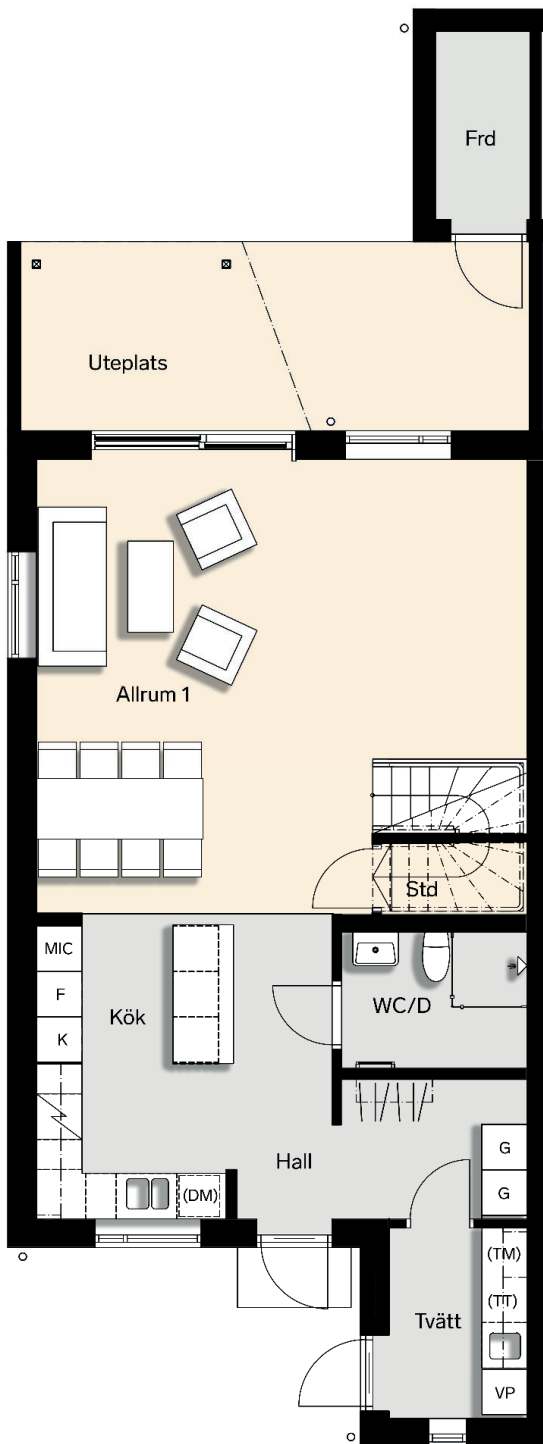 Frd
Uteplats
Allrum 1
Std
MIC
F
K
Kök
WC/D
Hall
G
G
(DM)
(TM)
(TT)
Tvätt
VP